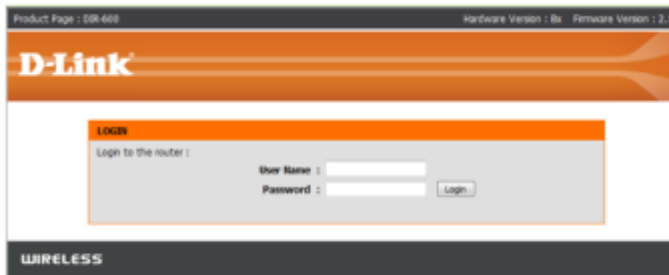 Product Page : DIR-600 Hardware Version : Bx Firmware Version : 2.
D-Link
LOGIN
Login to the router :
User Name :
Password : Login
WIRELESS